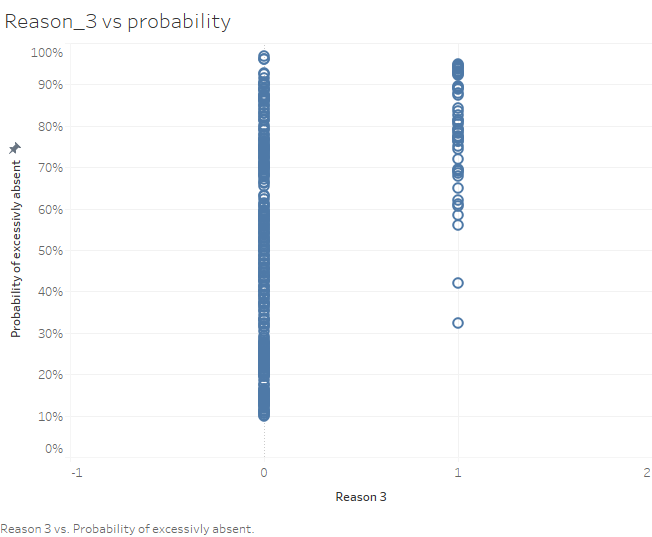 Reason_3 vs probability
100%
90%
80%
70%
60%
50%
40%
30%
20%
10%
0%
Probability of excessivly absent
-1 0 1 2
Reason 3
Reason 3 vs. Probability of excessivly absent.